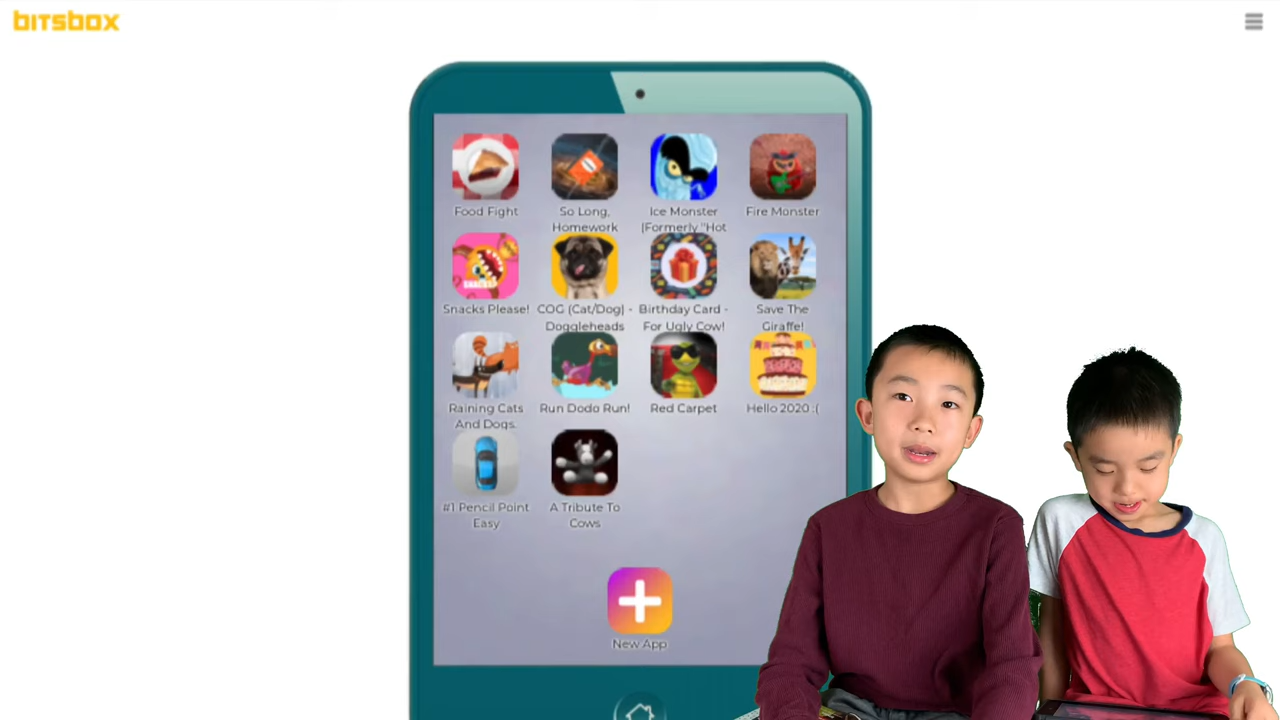 bitsbox
Food Fight
So Long,
Homework
Ice Monster
(Formerly "Hot
Fire Monster
Snacks Please!
COG (Cat/Dog) -
Doggleheads
Birthday Card -
For Ugly Cow!
Save The
Giraffe!
Raining Cats
And Dogs.
Run Dodo Run!
Red Carpet
Hello 2020 :(
#1 Pencil Point
Easy
A Tribute To
Cows
New App